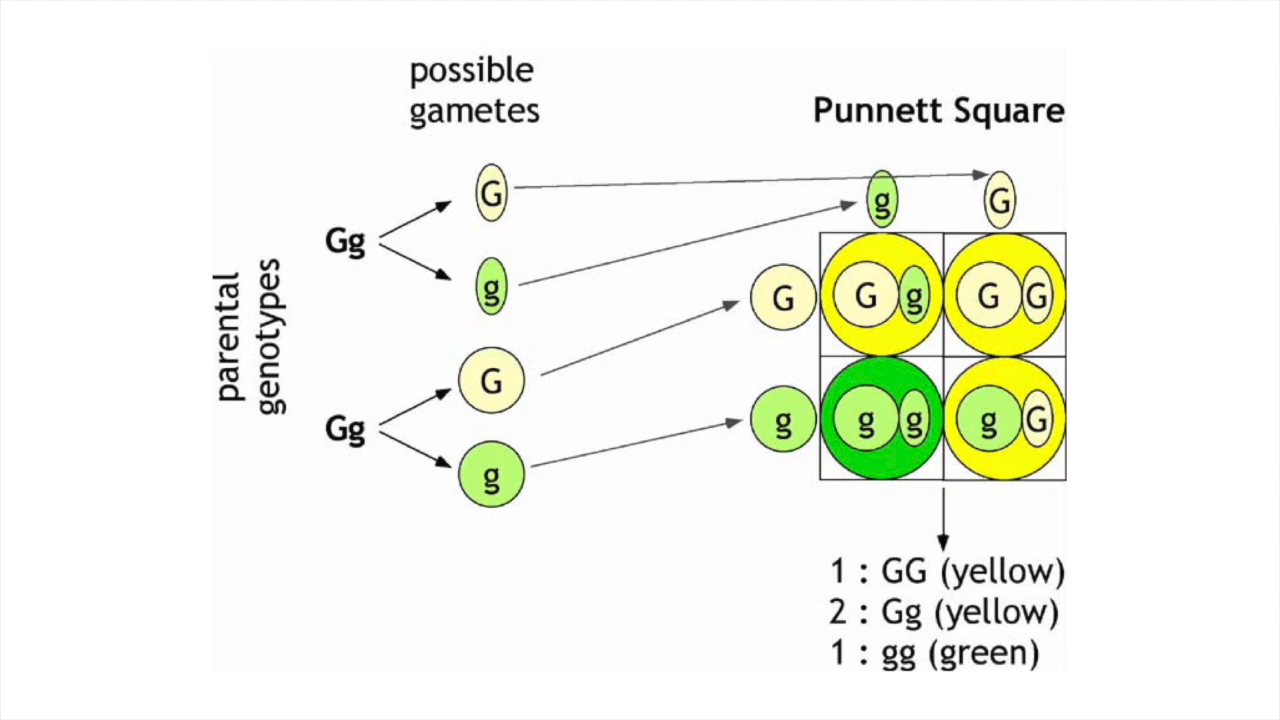 possible
gametes
Punnett Square
parental
genotypes
Gg
G
g
Gg
G
g
g
G
G
G g
G G
g
g g
g G
1 : GG (yellow)
2 : Gg (yellow)
1 : gg (green)